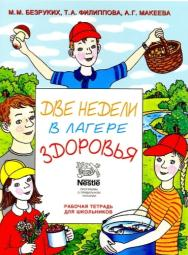 М. М. БЕЗРУКИХ, Т.А. ФИЛИППОВА, А.Г. МАКЕЕВА
ДВЕ НЕДЕЛИ
В ЛАГЕРЕ
ЗДОРОВЬЯ
Nestlé
РАБОЧАЯ ТЕТРАДЬ
ДЛЯ ШКОЛЬНИКОВ